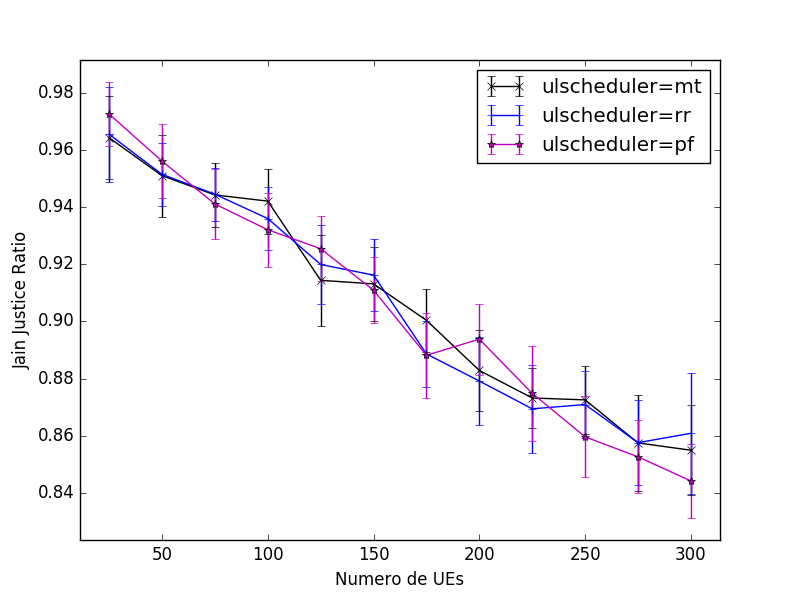 ulscheduler=mt
ulscheduler=rr
ulscheduler=pf
0.98
0.96
0.94
0.92
0.90
0.88
0.86
0.84
Jain Justice Ratio
50 100 150 200 250 300
Numero de UEs